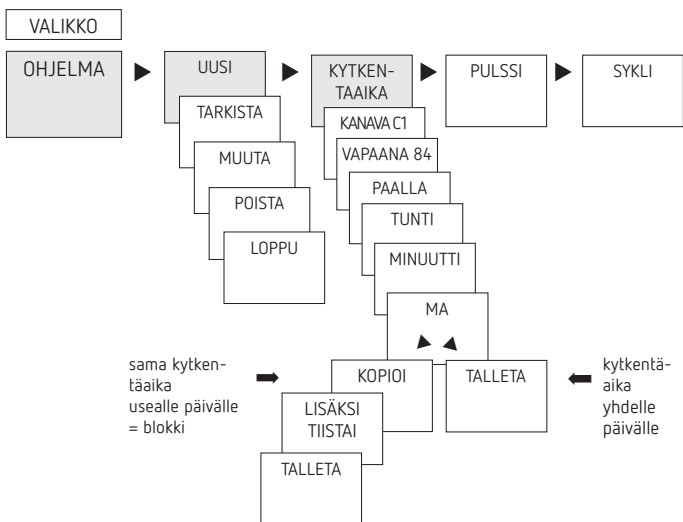 VALIKKO
OHJELMA
UUSI
KYTKEN-
TAAIKA
PULSSI
SYKLI
TARKISTA
MUUTA
POISTA
LOPPU
KANAVA C1
VAPAANA 84
PAALLA
TUNTI
MINUUTTI
MA
sama kytken-
täaika
usealle päivälle
= blokki
KOPIOI
TALLETA
kytkentä-
aika
yhdelle
päivälle
LISÄKSI
TIISTAI
TALLETA